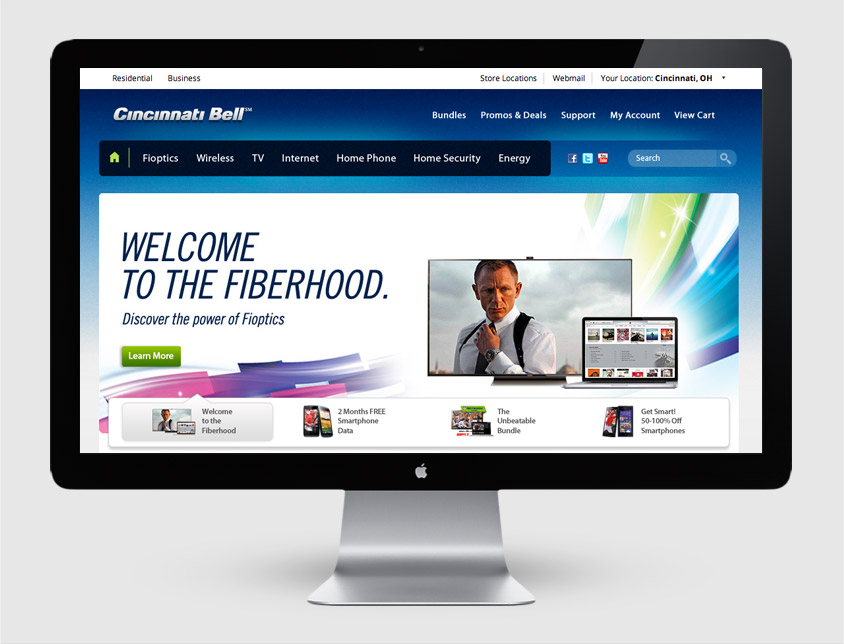 Residential Business Store Locations Webmail Your Location: Cincinnati, OH
Cincinnati Bell SM
Bundles Promos & Deals Support My Account View Cart
Fioptics Wireless TV Internet Home Phone Home Security Energy
Search
WELCOME
TO THE FIBERHOOD.
Discover the power of Fioptics
Learn More
Welcome
to the
Fiberhood
2 Months FREE
Smartphone
Data
The
Unbeatable
Bundle
Get Smart!
50-100% Off
Smartphones